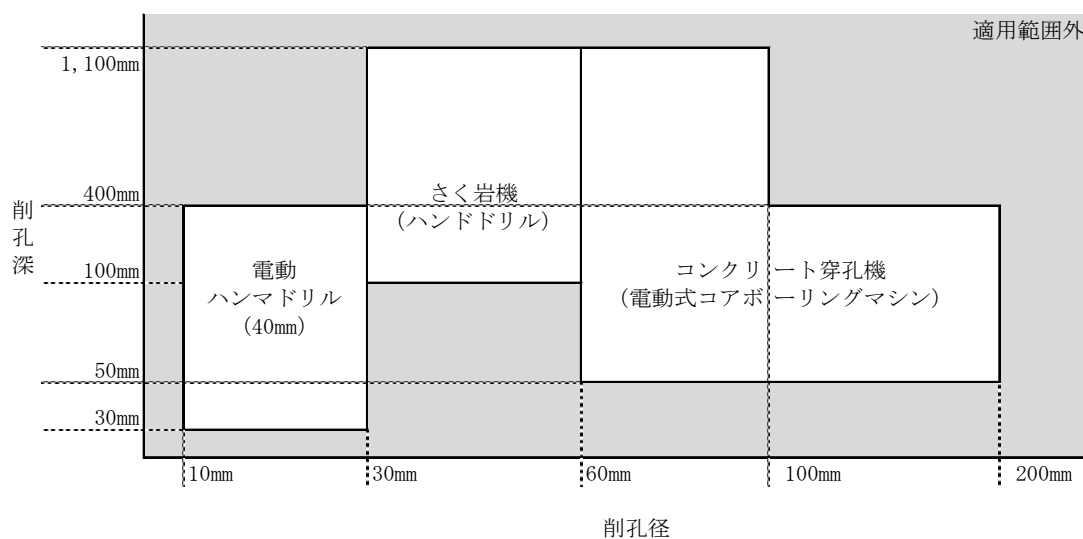 適用範囲外
1,100mm
400mm
100mm
50mm
30mm
削
孔
深
さく岩機
（ハンドドリル）
電動
ハンマドリル
（40mm）
コンクリート穿孔機
（電動式コアボーリングマシン）
10mm
30mm
60mm
100mm
200mm
削孔径